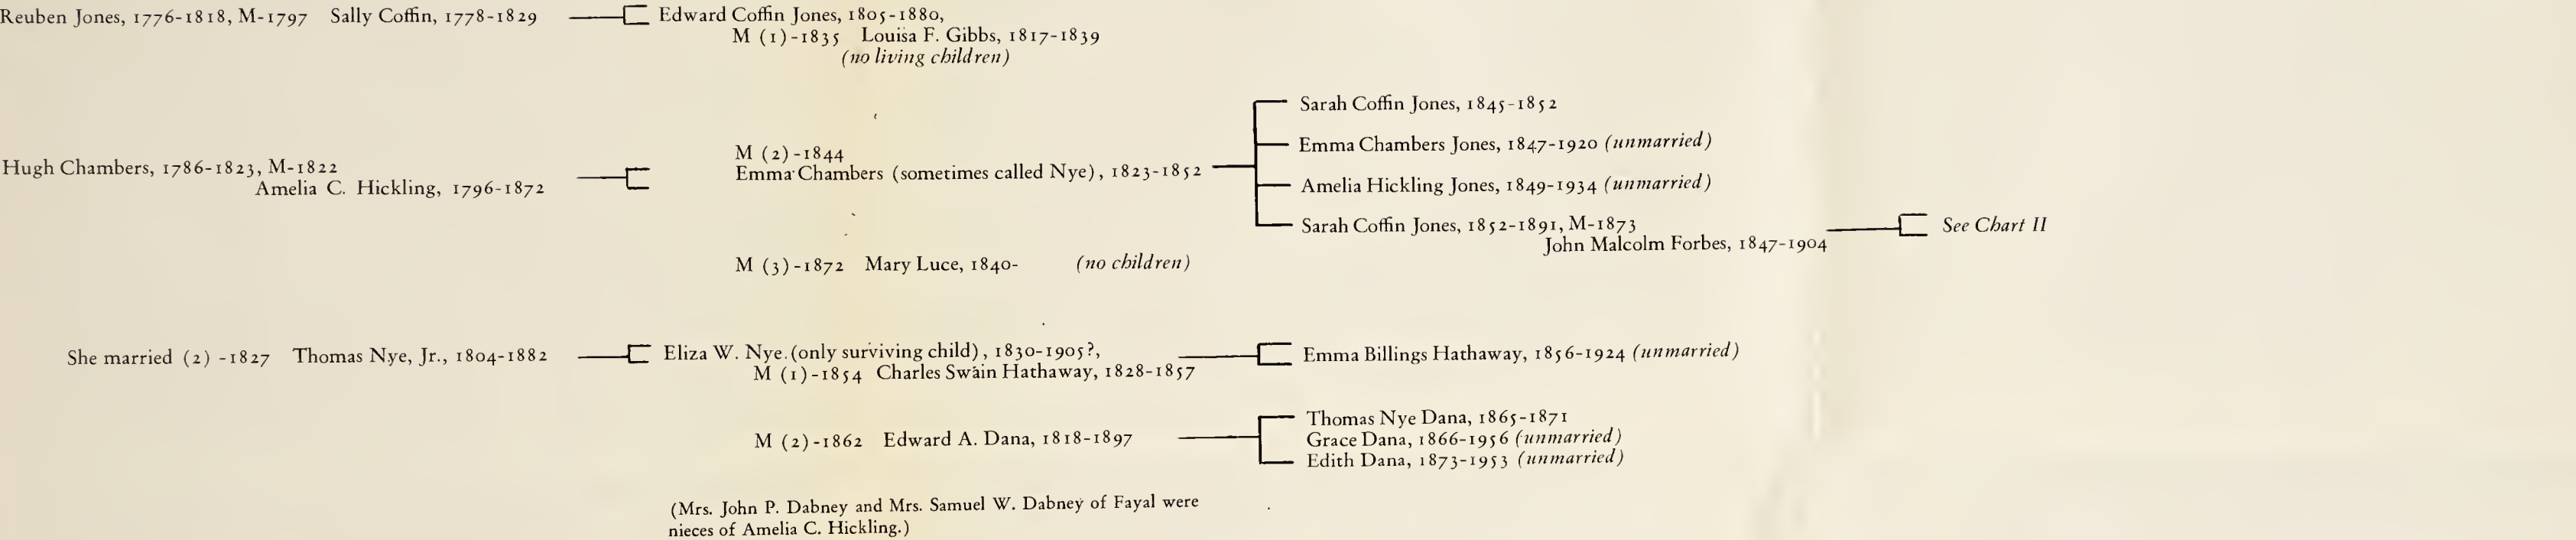 Reuben Jones, 1776-1818, M-1797 Sally Coffin, 1778-1829
Edward Coffin Jones, 1805-1880,
M (1)-1835 Louisa F. Gibbs, 1817-1839
(no living children)
Hugh Chambers, 1786-1823, M-1822
Amelia C. Hickling, 1796-1872
M (2)-1844
Emma Chambers (sometimes called Nye), 1823-1852
Sarah Coffin Jones, 1845-1852
Emma Chambers Jones, 1847-1920 (unmarried)
Amelia Hickling Jones, 1849-1934 (unmarried)
Sarah Coffin Jones, 1852-1891, M-1873
John Malcolm Forbes, 1847-1904
See Chart II
M (3)-1872 Mary Luce, 1840- (no children)
She married (2) -1827 Thomas Nye, Jr., 1804-1882
Eliza W. Nye (only surviving child), 1830-1905?,
M (1)-1854 Charles Swain Hathaway, 1828-1857
Emma Billings Hathaway, 1856-1924 (unmarried)
M (2)-1862 Edward A. Dana, 1818-1897
Thomas Nye Dana, 1865-1871
Grace Dana, 1866-1956 (unmarried)
Edith Dana, 1873-1953 (unmarried)
(Mrs. John P. Dabney and Mrs. Samuel W. Dabney of Fayal were
nieces of Amelia C. Hickling.)